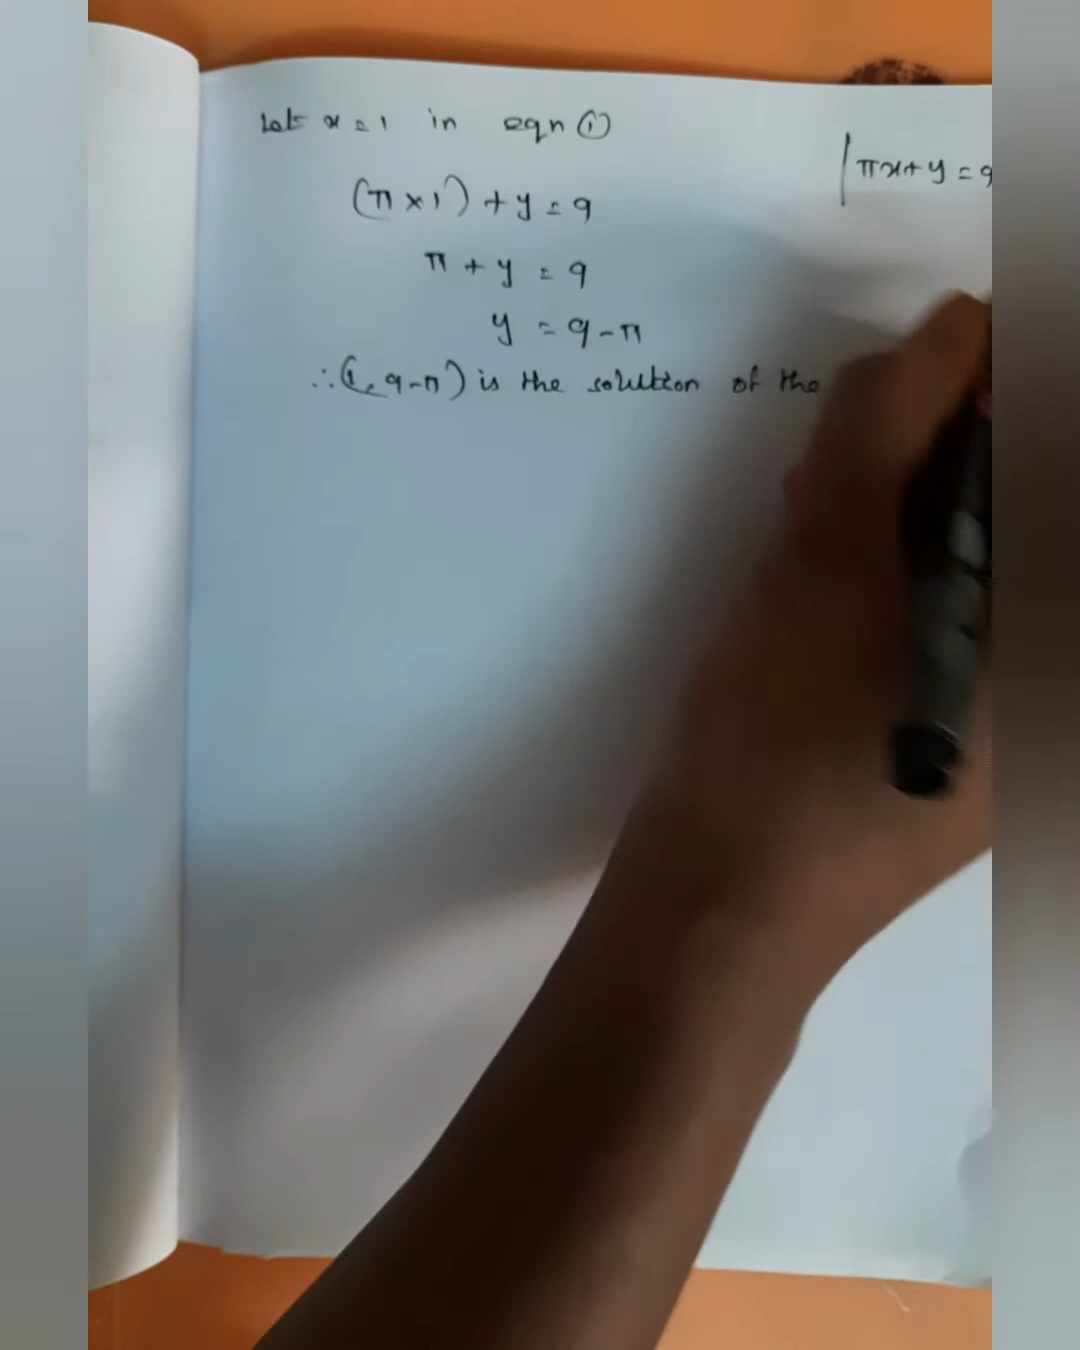 let x = 1 in eqn ①
πx + y = 9
(π × 1) + y = 9
π + y = 9
y = 9 - π
∴ (1, 9-π) is the solution of the